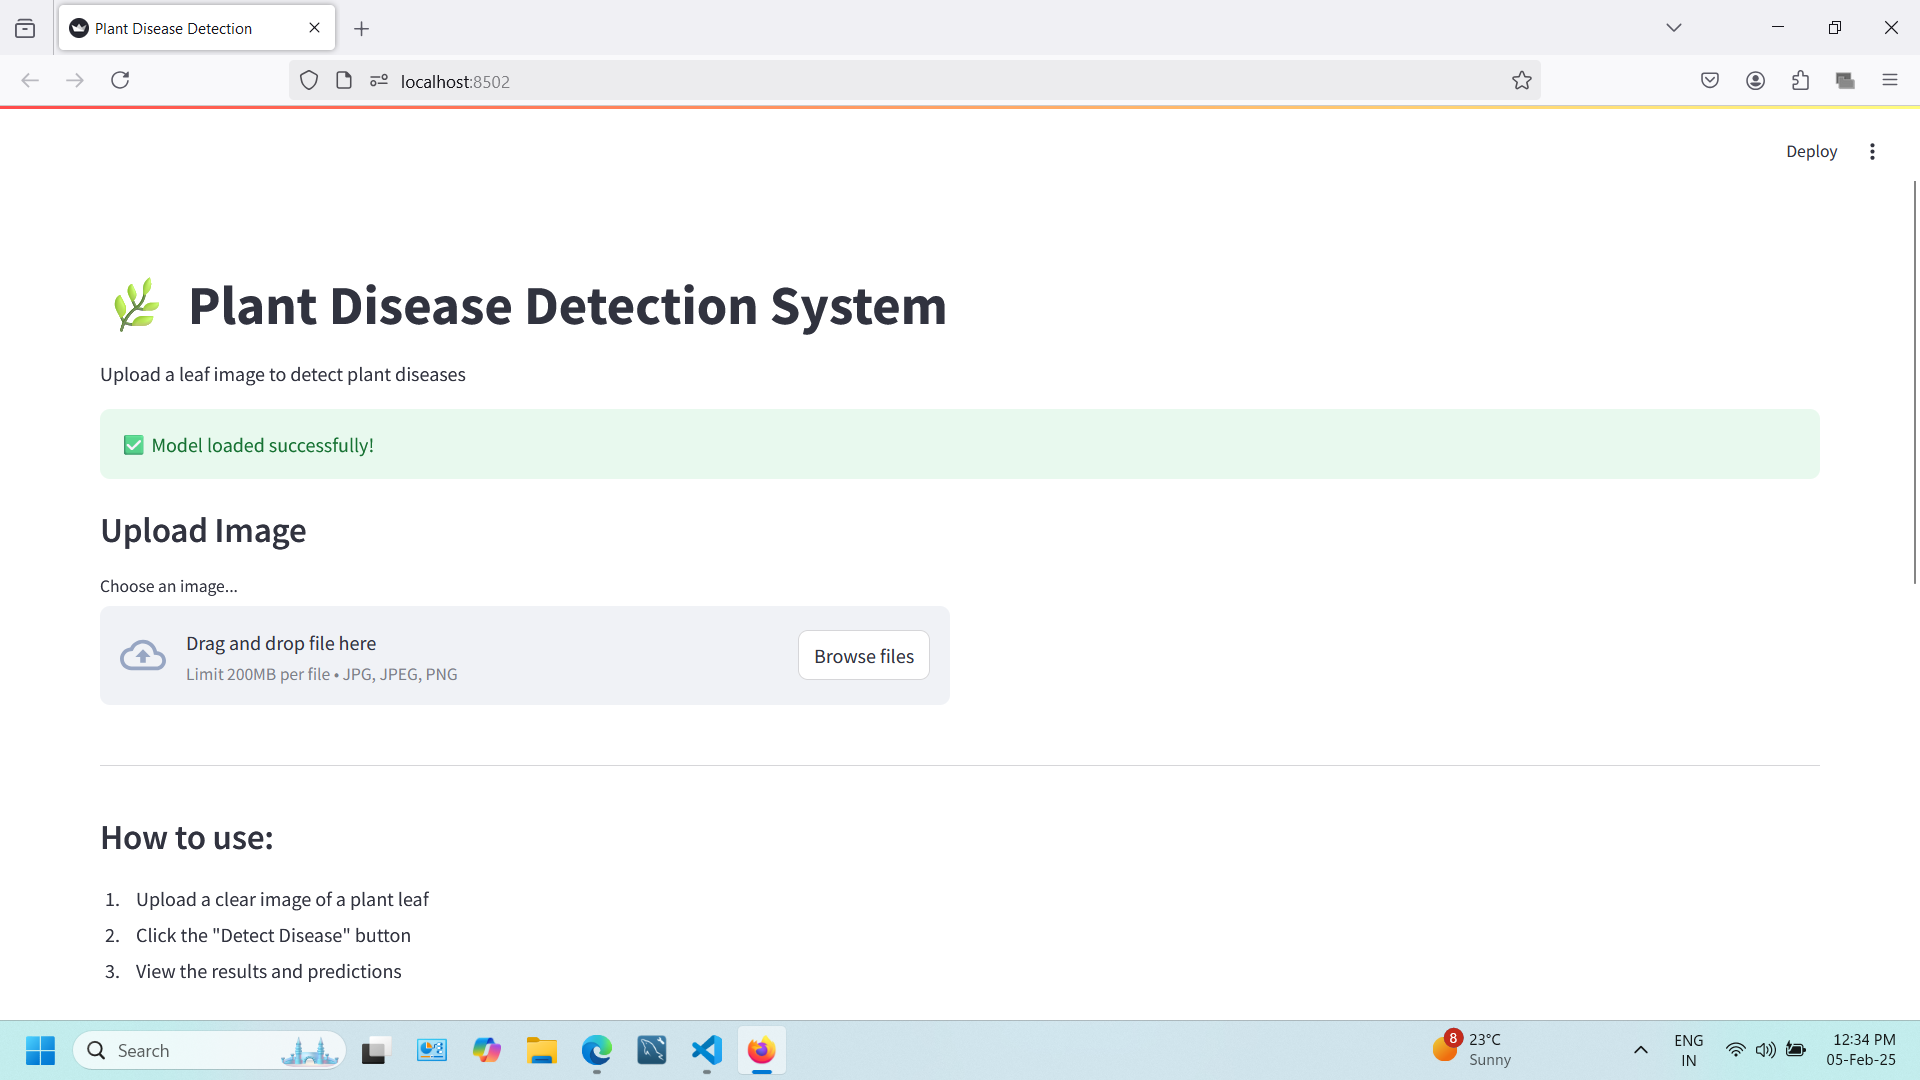 Plant Disease Detection
localhost:8502
Deploy
Plant Disease Detection System
Upload a leaf image to detect plant diseases
Model loaded successfully!
Upload Image
Choose an image...
Drag and drop file here
Limit 200MB per file • JPG, JPEG, PNG
Browse files
How to use:
1. Upload a clear image of a plant leaf
2. Click the "Detect Disease" button
3. View the results and predictions
Search
8
23°C
Sunny
ENG
IN
12:34 PM
05-Feb-25